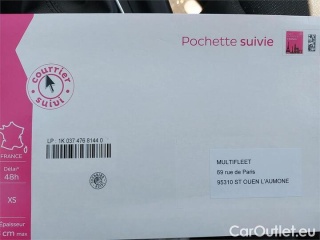 Pochette suivie
courrier
suivi
LP : 1K 037 476 8144 0
FRANCE
Délai*
48h
XS
Epaisseur
cm max
MULTIFLEET
69 rue de Paris
95310 ST OUEN L'AUMONE
CarOutlet.eu